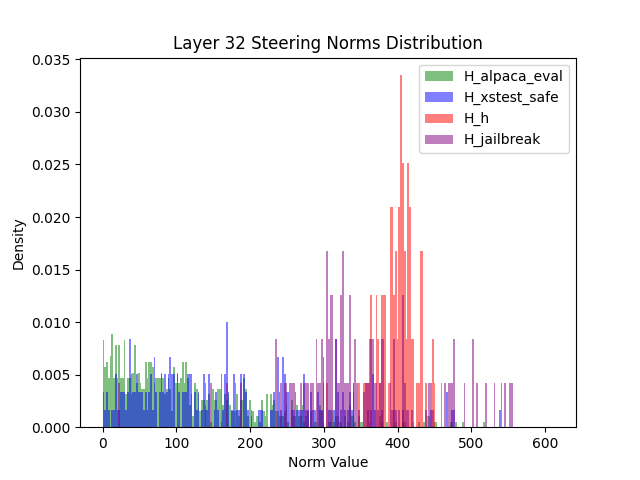 Layer 32 Steering Norms Distribution
H_alpaca_eval
H_xstest_safe
H_h
H_jailbreak
0.035
0.030
0.025
0.020
0.015
0.010
0.005
0.000
Density
0 100 200 300 400 500 600
Norm Value